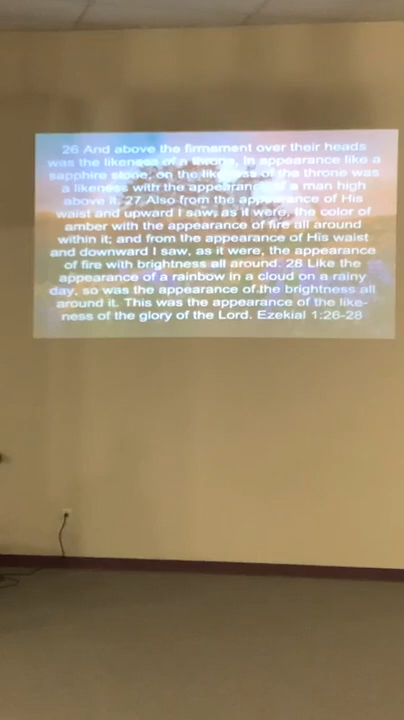 26 And above the firmament over their heads
was the likeness of a throne, in appearance like a
sapphire stone; on the likeness of the throne was
a likeness with the appearance of a man high
above it. 27 Also from the appearance of His
waist and upward I saw, as it were, the color of
amber with the appearance of fire all around
within it; and from the appearance of His waist
and downward I saw, as it were, the appearance
of fire with brightness all around. 28 Like the
appearance of a rainbow in a cloud on a rainy
day, so was the appearance of the brightness all
around it. This was the appearance of the like-
ness of the glory of the Lord. Ezekial 1:26-28